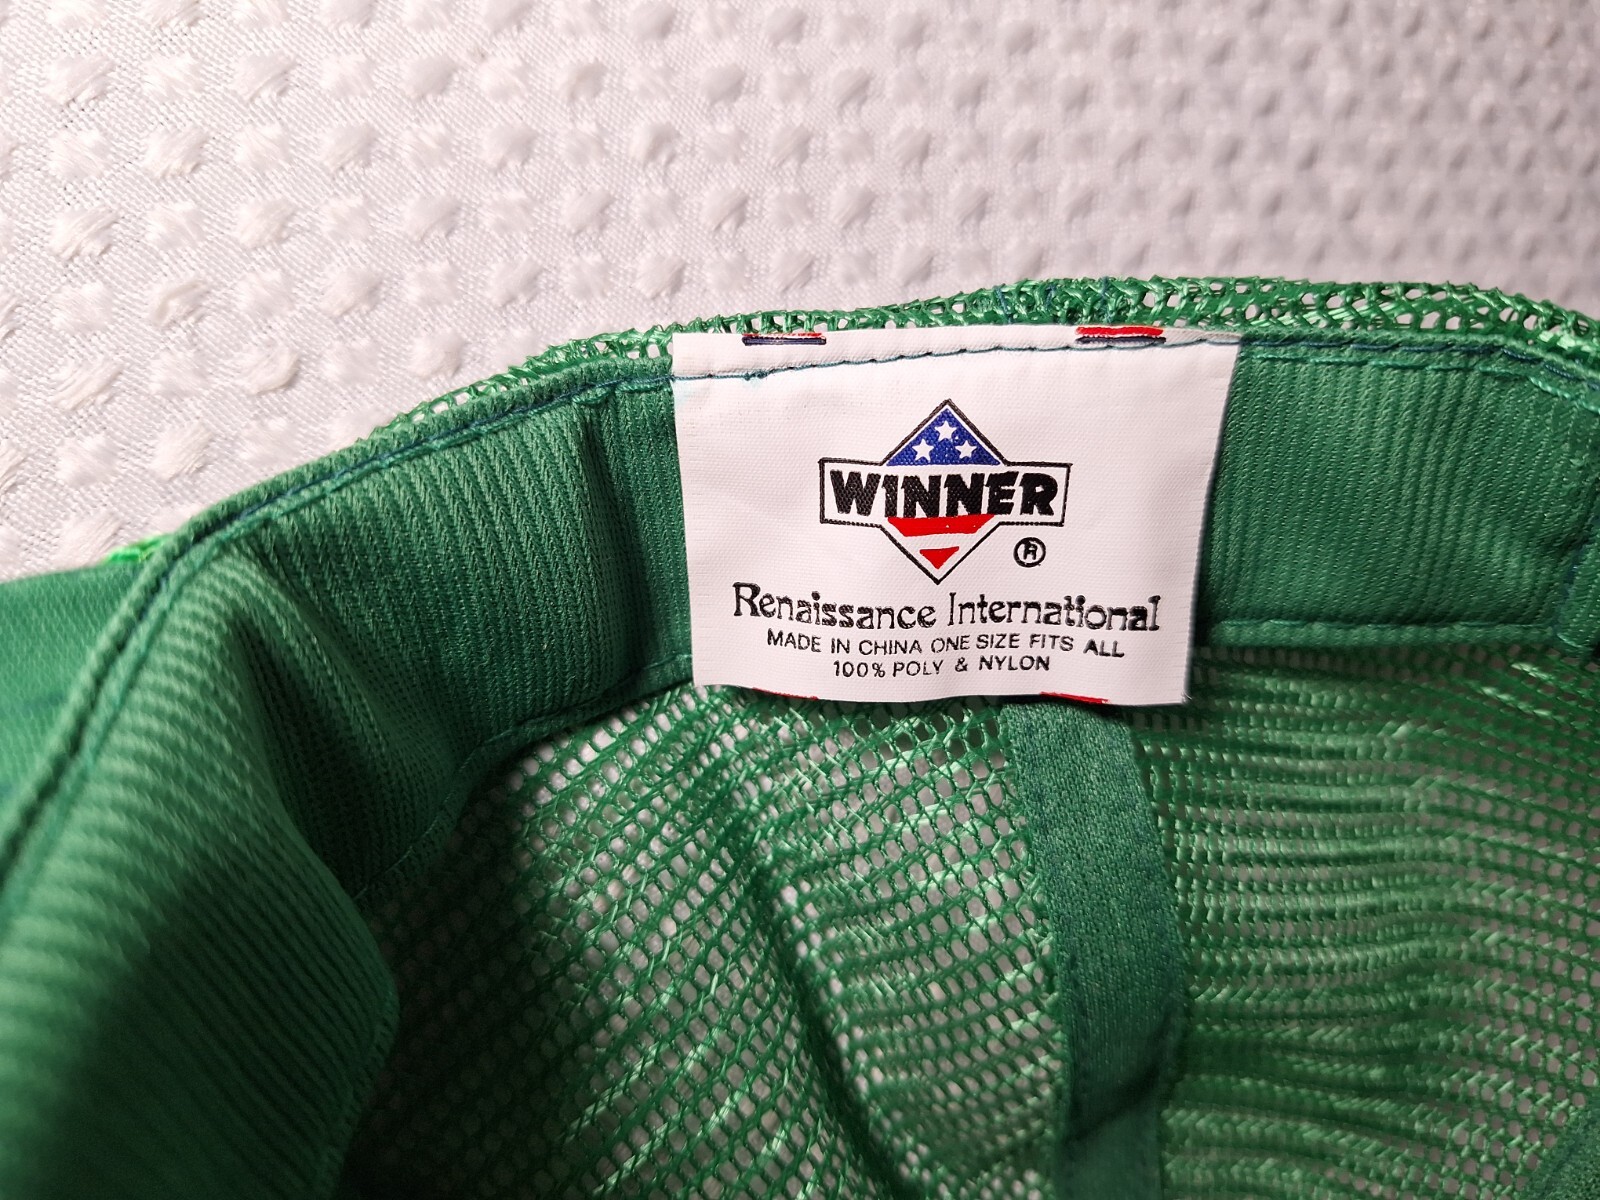 WINNER
®
Renaissance International
MADE IN CHINA ONE SIZE FITS ALL
100% POLY & NYLON